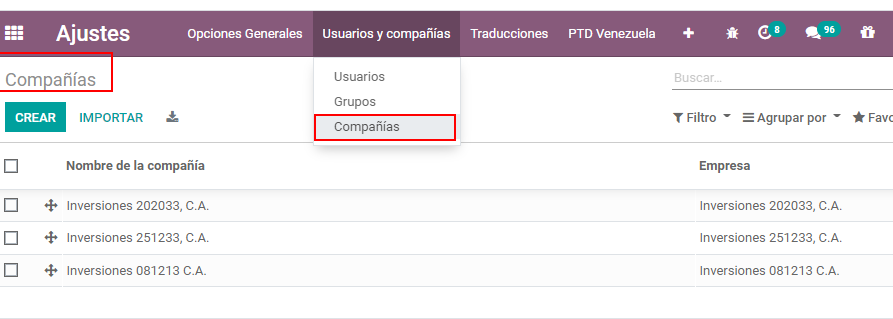 Ajustes Opciones Generales Usuarios y compañías Traducciones PTD Venezuela 8 96
Compañías
Usuarios
Buscar...
Grupos
CREAR IMPORTAR
Compañías
Filtro Agrupar por Favo
Nombre de la compañía Empresa
Inversiones 202033, C.A. Inversiones 202033, C.A.
Inversiones 251233, C.A. Inversiones 251233, C.A.
Inversiones 081213 C.A. Inversiones 081213 C.A.